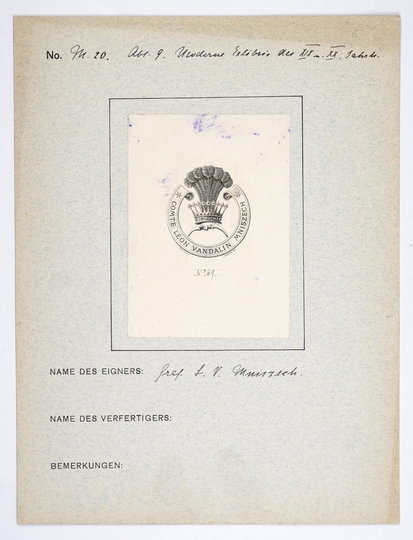 No. M. 20. Abt. 9. Moderne Exlibris des XIX u. XX. Jahrh.
COMTE LEON VANDALIN MNISZECH
NAME DES EIGNERS: Graf L. V. Mniszech.
NAME DES VERFERTIGERS:
BEMERKUNGEN: